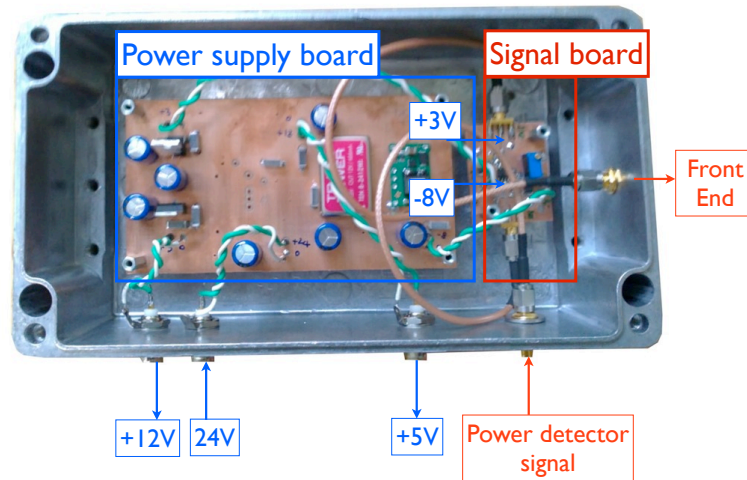 Power supply board
Signal board
+3V
-8V
Front
End
+12V
24V
+5V
Power detector
signal